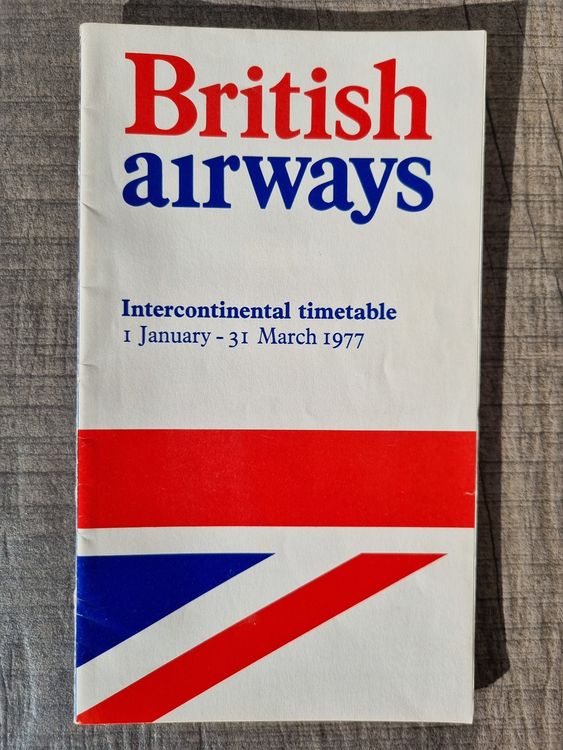 British
airways
Intercontinental timetable
1 January - 31 March 1977